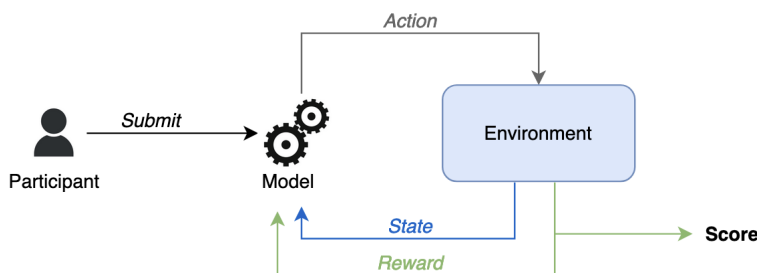 Action
Submit
Environment
Participant
Model
State
Score
Reward